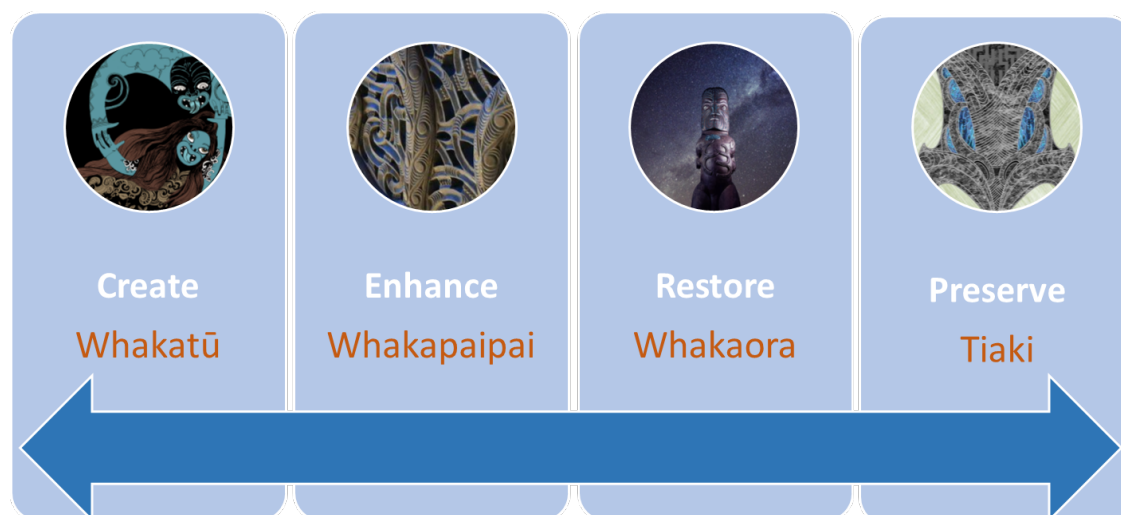 Create
Whakatū
Enhance
Whakapaipai
Restore
Whakaora
Preserve
Tiaki